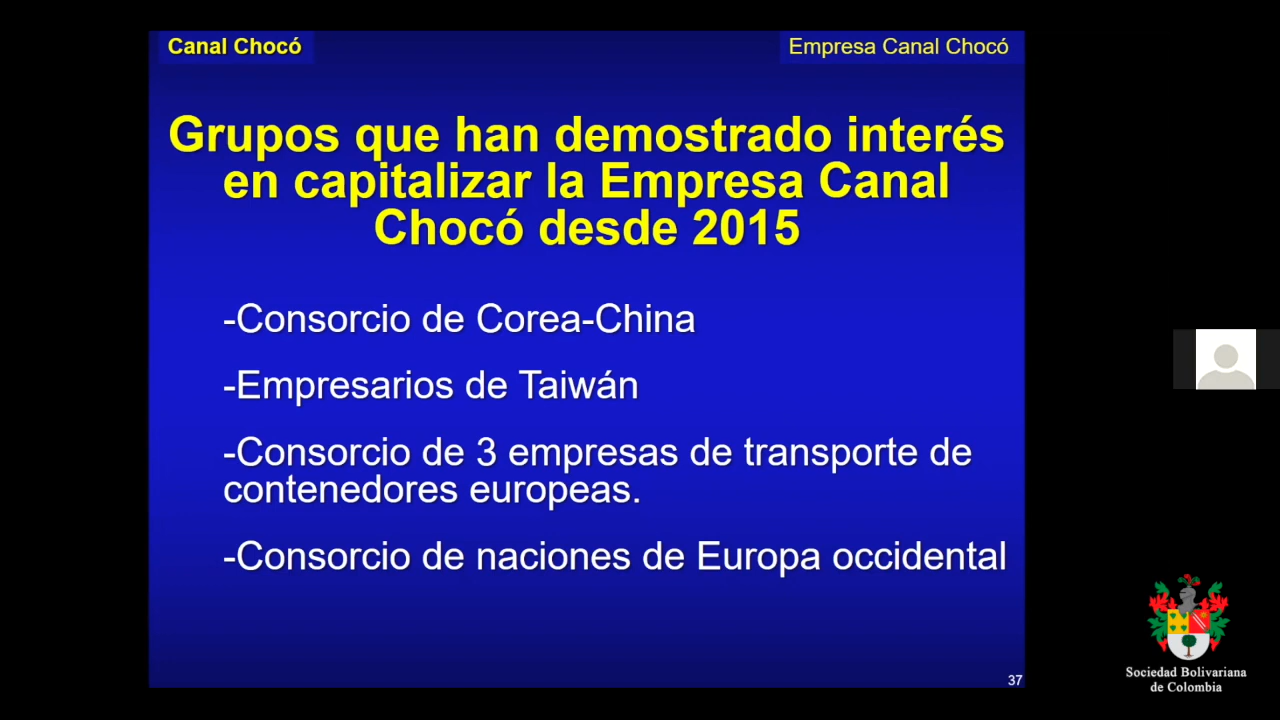 Canal Chocó
Empresa Canal Chocó
Grupos que han demostrado interés
en capitalizar la Empresa Canal
Chocó desde 2015
-Consorcio de Corea-China
-Empresarios de Taiwán
-Consorcio de 3 empresas de transporte de
contenedores europeas.
-Consorcio de naciones de Europa occidental
37
Sociedad Bolivariana
de Colombia